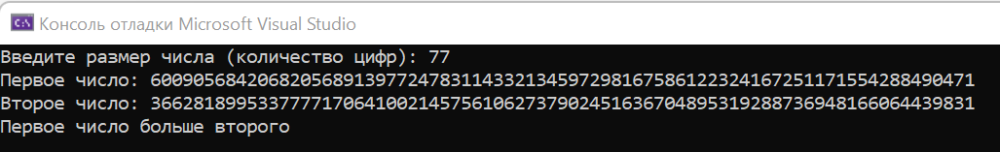 C:\ Консоль отладки Microsoft Visual Studio
Введите размер числа (количество цифр): 77
Первое число: 60090568420682056891397724783114332134597298167586122324167251171554288490471
Второе число: 36628189953377771706410021457561062737902451636704895319288736948166064439831
Первое число больше второго